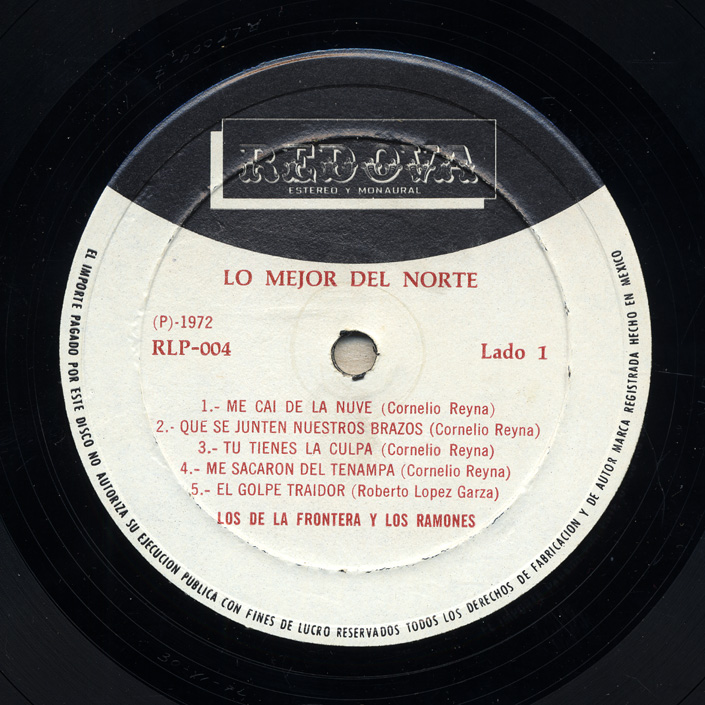 REDOVA
ESTEREO Y MONAURAL
LO MEJOR DEL NORTE
(P)-1972
RLP-004
Lado 1
1.- ME CAI DE LA NUVE (Cornelio Reyna)
2.- QUE SE JUNTEN NUESTROS BRAZOS (Cornelio Reyna)
3.- TU TIENES LA CULPA (Cornelio Reyna)
4.- ME SACARON DEL TENAMPA (Cornelio Reyna)
5.- EL GOLPE TRAIDOR (Roberto Lopez Garza)
LOS DE LA FRONTERA Y LOS RAMONES
EL IMPORTE PAGADO POR ESTE DISCO NO AUTORIZA SU EJECUCION PUBLICA CON FINES DE LUCRO RESERVADOS TODOS LOS DERECHOS DE FABRICACION Y DE AUTOR MARCA REGISTRADA HECHO EN MEXICO